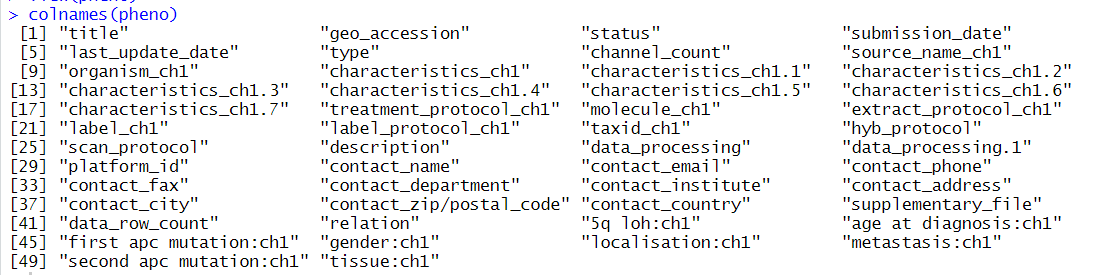 > colnames(pheno)
[1] "title" "geo_accession" "status" "submission_date"
[5] "last_update_date" "type" "channel_count" "source_name_ch1"
[9] "organism_ch1" "characteristics_ch1" "characteristics_ch1.1" "characteristics_ch1.2"
[13] "characteristics_ch1.3" "characteristics_ch1.4" "characteristics_ch1.5" "characteristics_ch1.6"
[17] "characteristics_ch1.7" "treatment_protocol_ch1" "molecule_ch1" "extract_protocol_ch1"
[21] "label_ch1" "label_protocol_ch1" "taxid_ch1" "hyb_protocol"
[25] "scan_protocol" "description" "data_processing" "data_processing.1"
[29] "platform_id" "contact_name" "contact_email" "contact_phone"
[33] "contact_fax" "contact_department" "contact_institute" "contact_address"
[37] "contact_city" "contact_zip/postal_code" "contact_country" "supplementary_file"
[41] "data_row_count" "relation" "5q loh:ch1" "age at diagnosis:ch1"
[45] "first apc mutation:ch1" "gender:ch1" "localisation:ch1" "metastasis:ch1"
[49] "second apc mutation:ch1" "tissue:ch1"